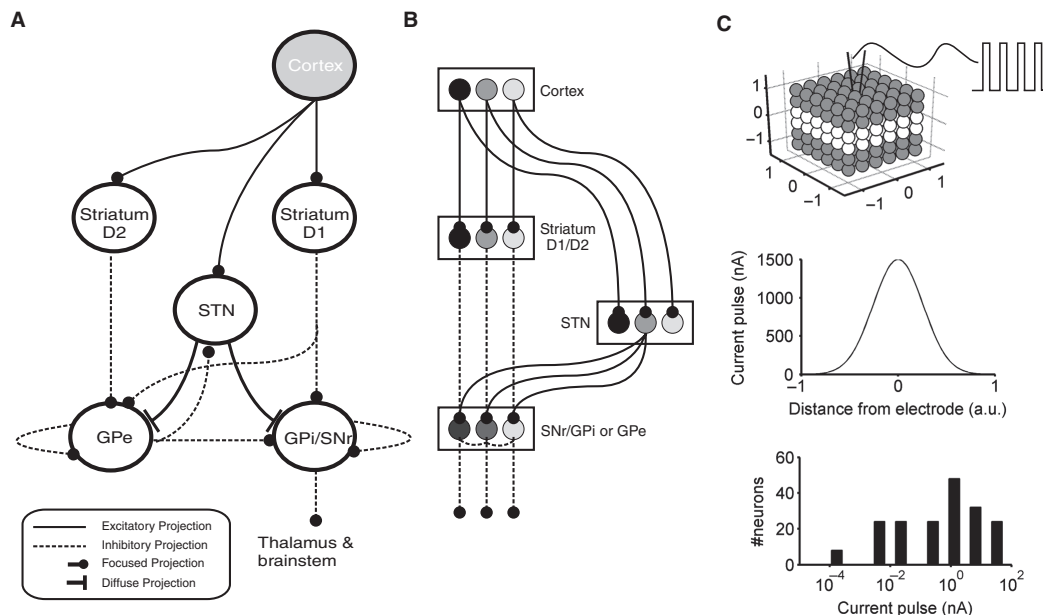 A
Cortex
Striatum
D2
Striatum
D1
STN
GPe
GPi/SNr
Excitatory Projection
Inhibitory Projection
Focused Projection
Diffuse Projection
Thalamus &
brainstem
B
Cortex
Striatum
D1/D2
STN
SNr/GPi or GPe
C
1
0
−1
1
0
−1
−1
0
1
Current pulse (nA)
1500
1000
500
0
−1
0
1
Distance from electrode (a.u.)
#neurons
60
40
20
0
10−4
10−2
100
102
Current pulse (nA)